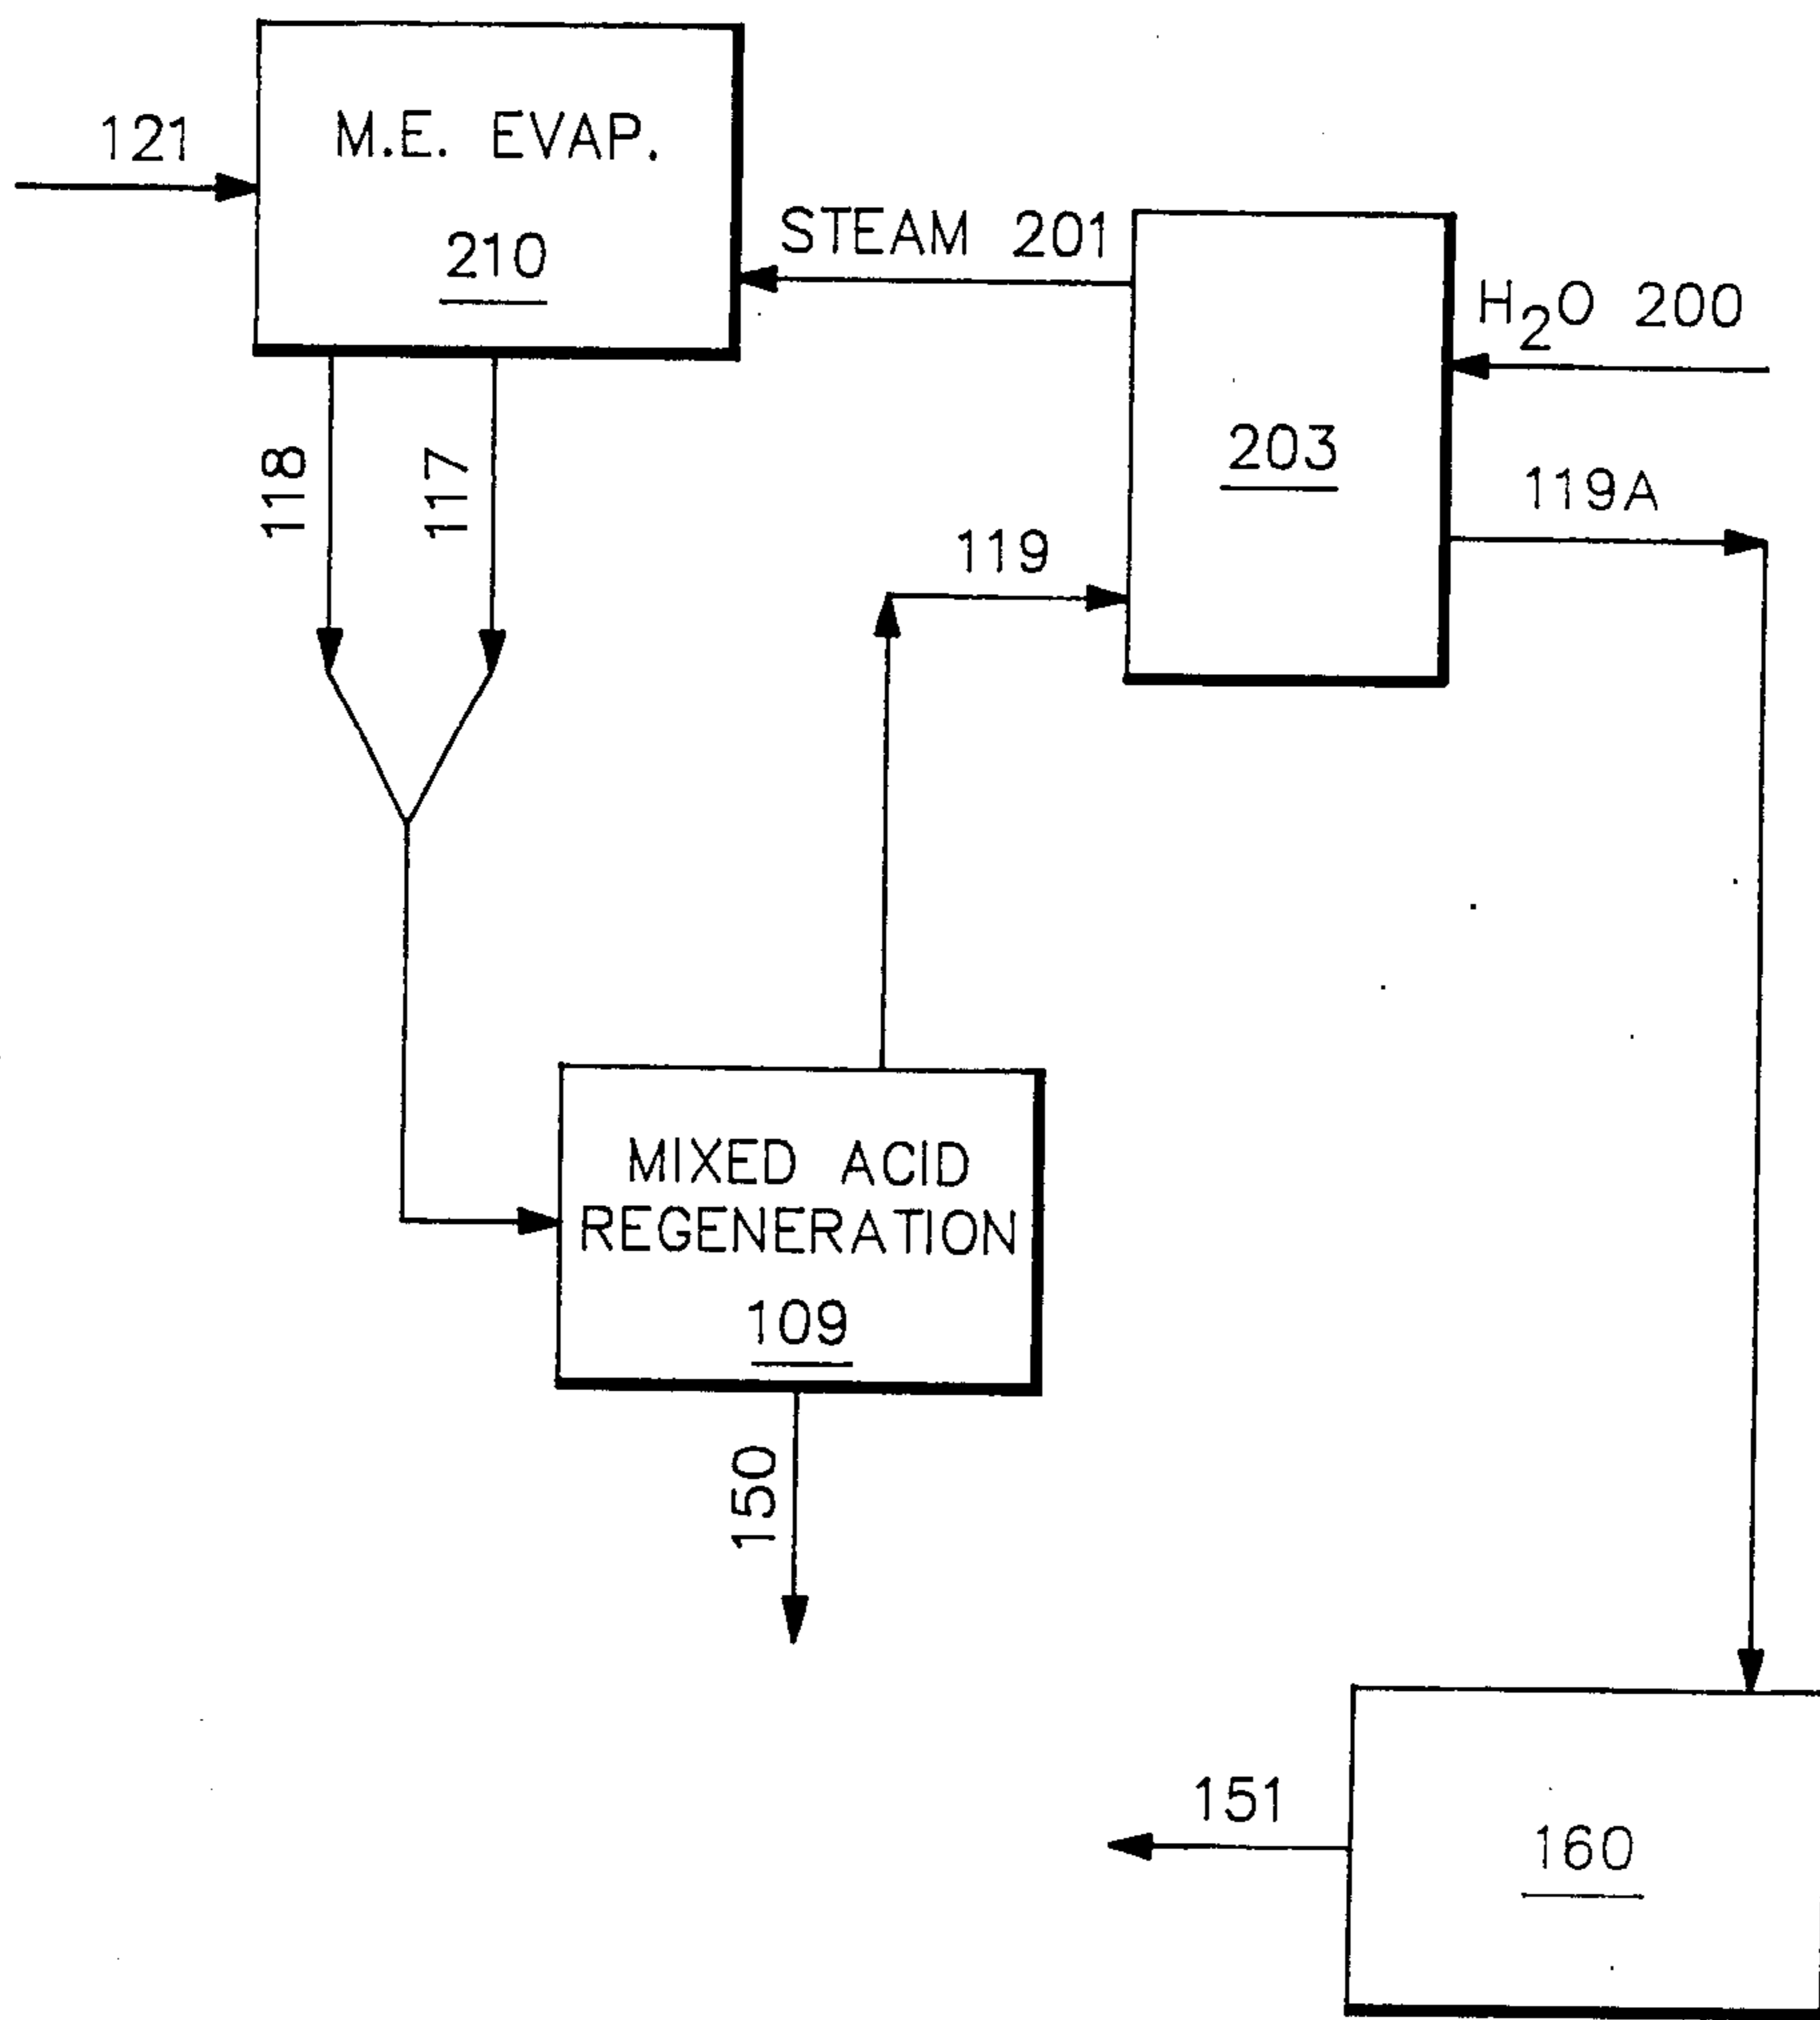 121
M.E. EVAP.
210
STEAM 201
H₂O 200
203
118
117
119A
119
MIXED ACID
REGENERATION
109
150
151
160